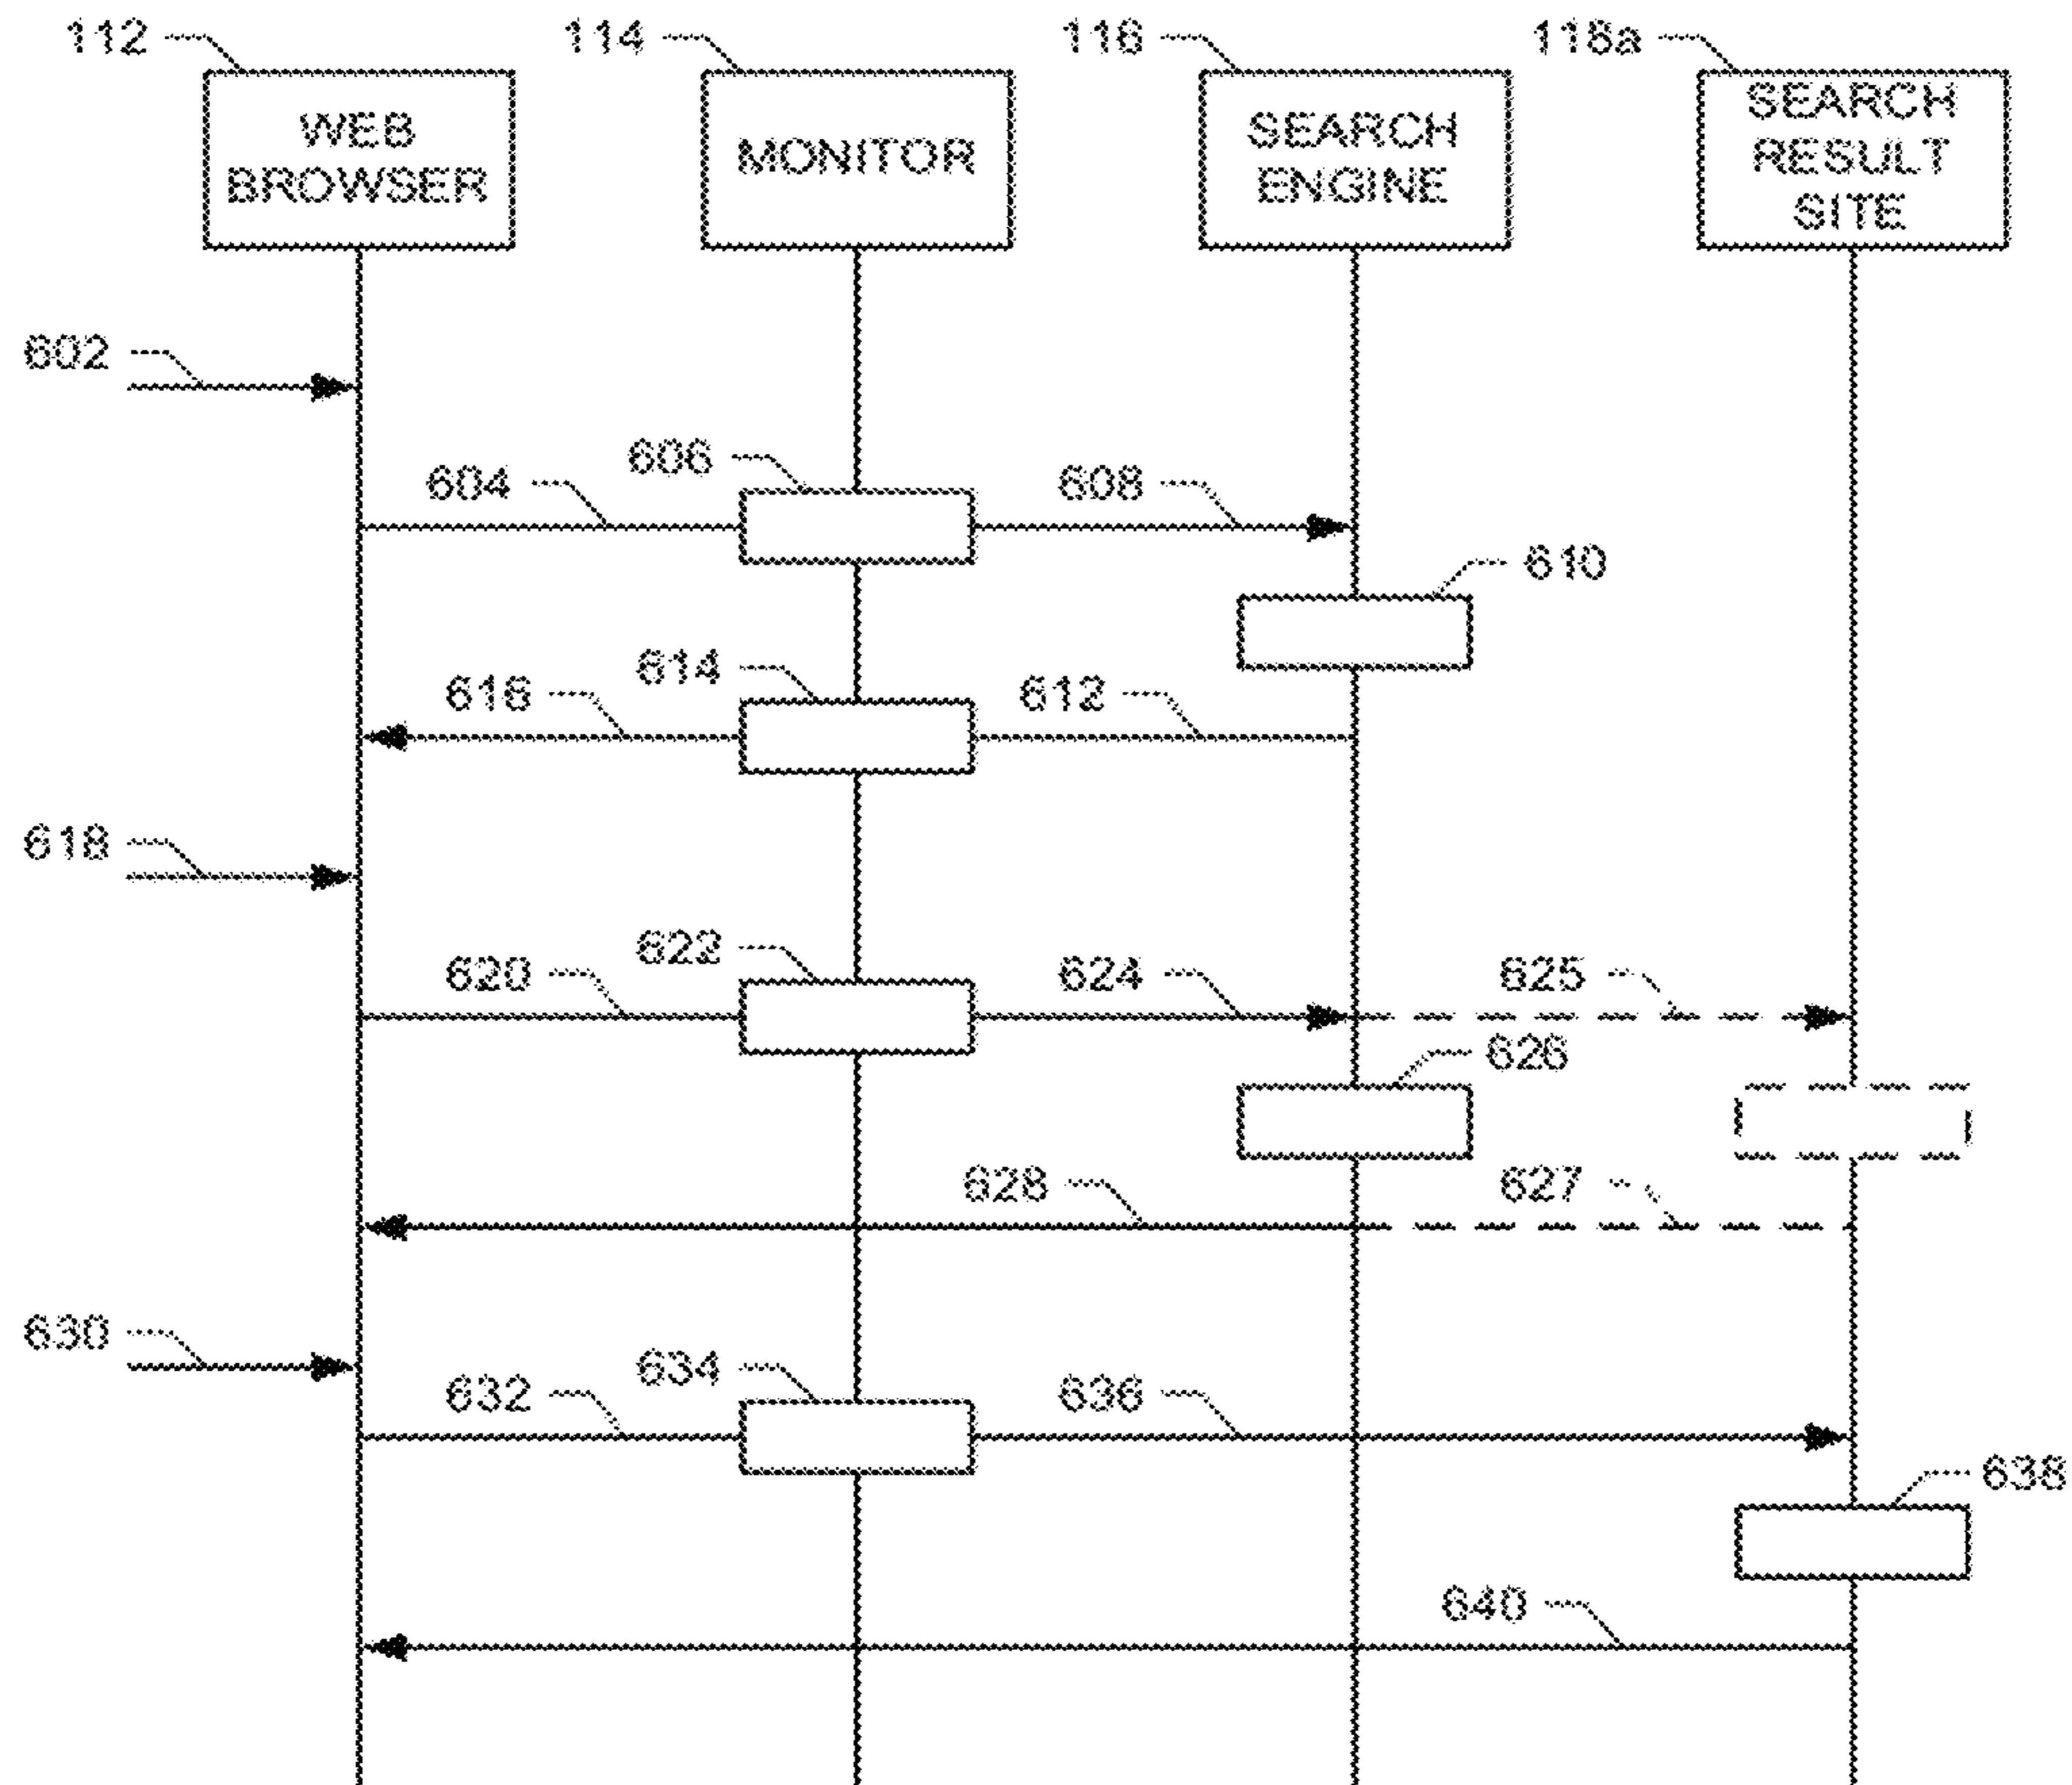 112
114
116
118a
WEB
BROWSER
MONITOR
SEARCH
ENGINE
SEARCH
RESULT
SITE
602
604
606
608
610
616
614
612
618
620
622
624
625
626
628
627
630
632
634
636
638
640